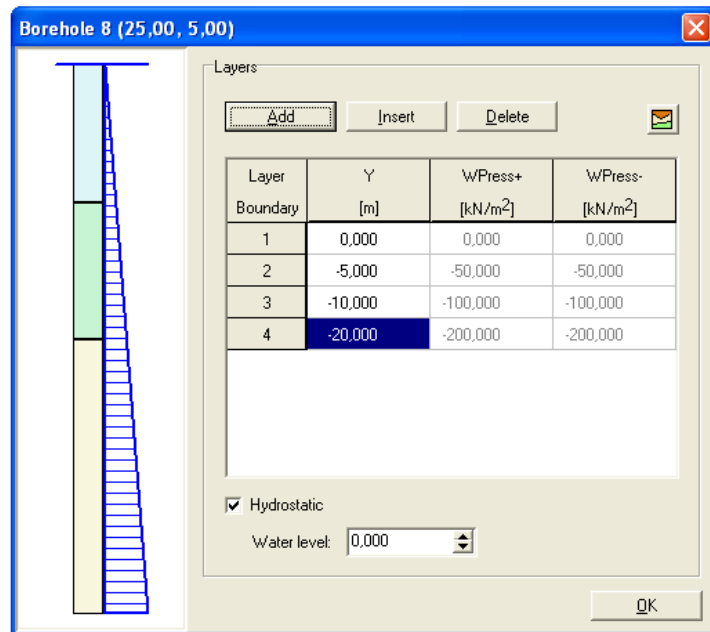 Borehole 8 (25,00 , 5,00)
Layers
Add Insert Delete
Layer Boundary Y [m] WPress+ [kN/m2] WPress- [kN/m2]
1 0,000 0,000 0,000
2 -5,000 -50,000 -50,000
3 -10,000 -100,000 -100,000
4 -20,000 -200,000 -200,000
Hydrostatic
Water level: 0,000
OK